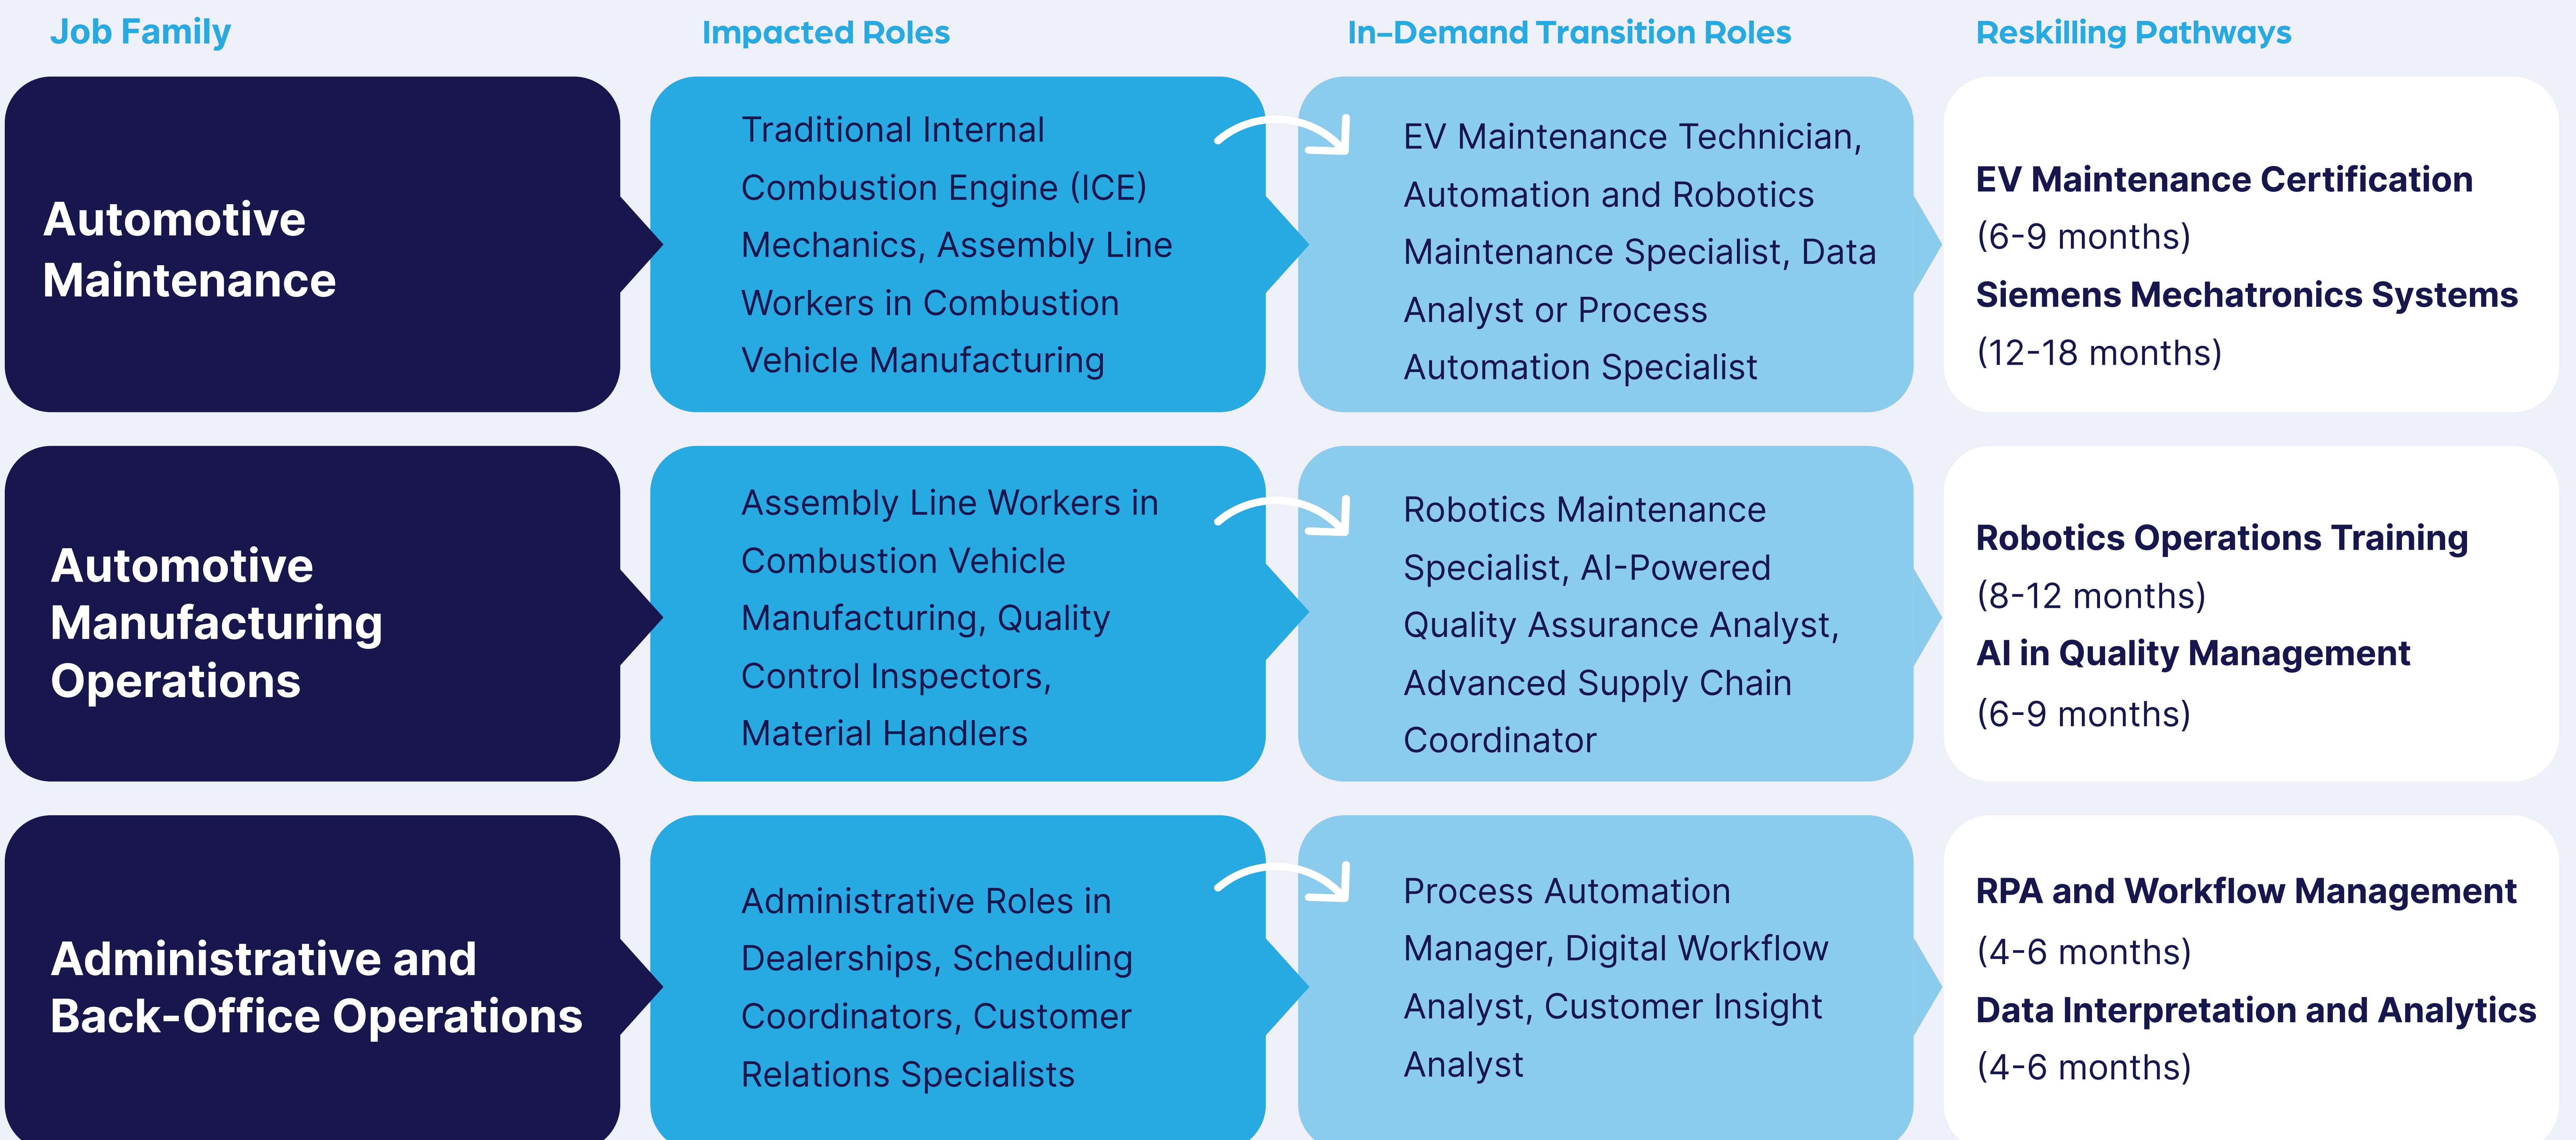 Job Family
Impacted Roles
In-Demand Transition Roles
Reskilling Pathways
Automotive
Maintenance
Traditional Internal
Combustion Engine (ICE)
Mechanics, Assembly Line
Workers in Combustion
Vehicle Manufacturing
EV Maintenance Technician,
Automation and Robotics
Maintenance Specialist, Data
Analyst or Process
Automation Specialist
EV Maintenance Certification
(6-9 months)
Siemens Mechatronics Systems
(12-18 months)
Automotive
Manufacturing
Operations
Assembly Line Workers in
Combustion Vehicle
Manufacturing, Quality
Control Inspectors,
Material Handlers
Robotics Maintenance
Specialist, AI-Powered
Quality Assurance Analyst,
Advanced Supply Chain
Coordinator
Robotics Operations Training
(8-12 months)
AI in Quality Management
(6-9 months)
Administrative and
Back-Office Operations
Administrative Roles in
Dealerships, Scheduling
Coordinators, Customer
Relations Specialists
Process Automation
Manager, Digital Workflow
Analyst, Customer Insight
Analyst
RPA and Workflow Management
(4-6 months)
Data Interpretation and Analytics
(4-6 months)